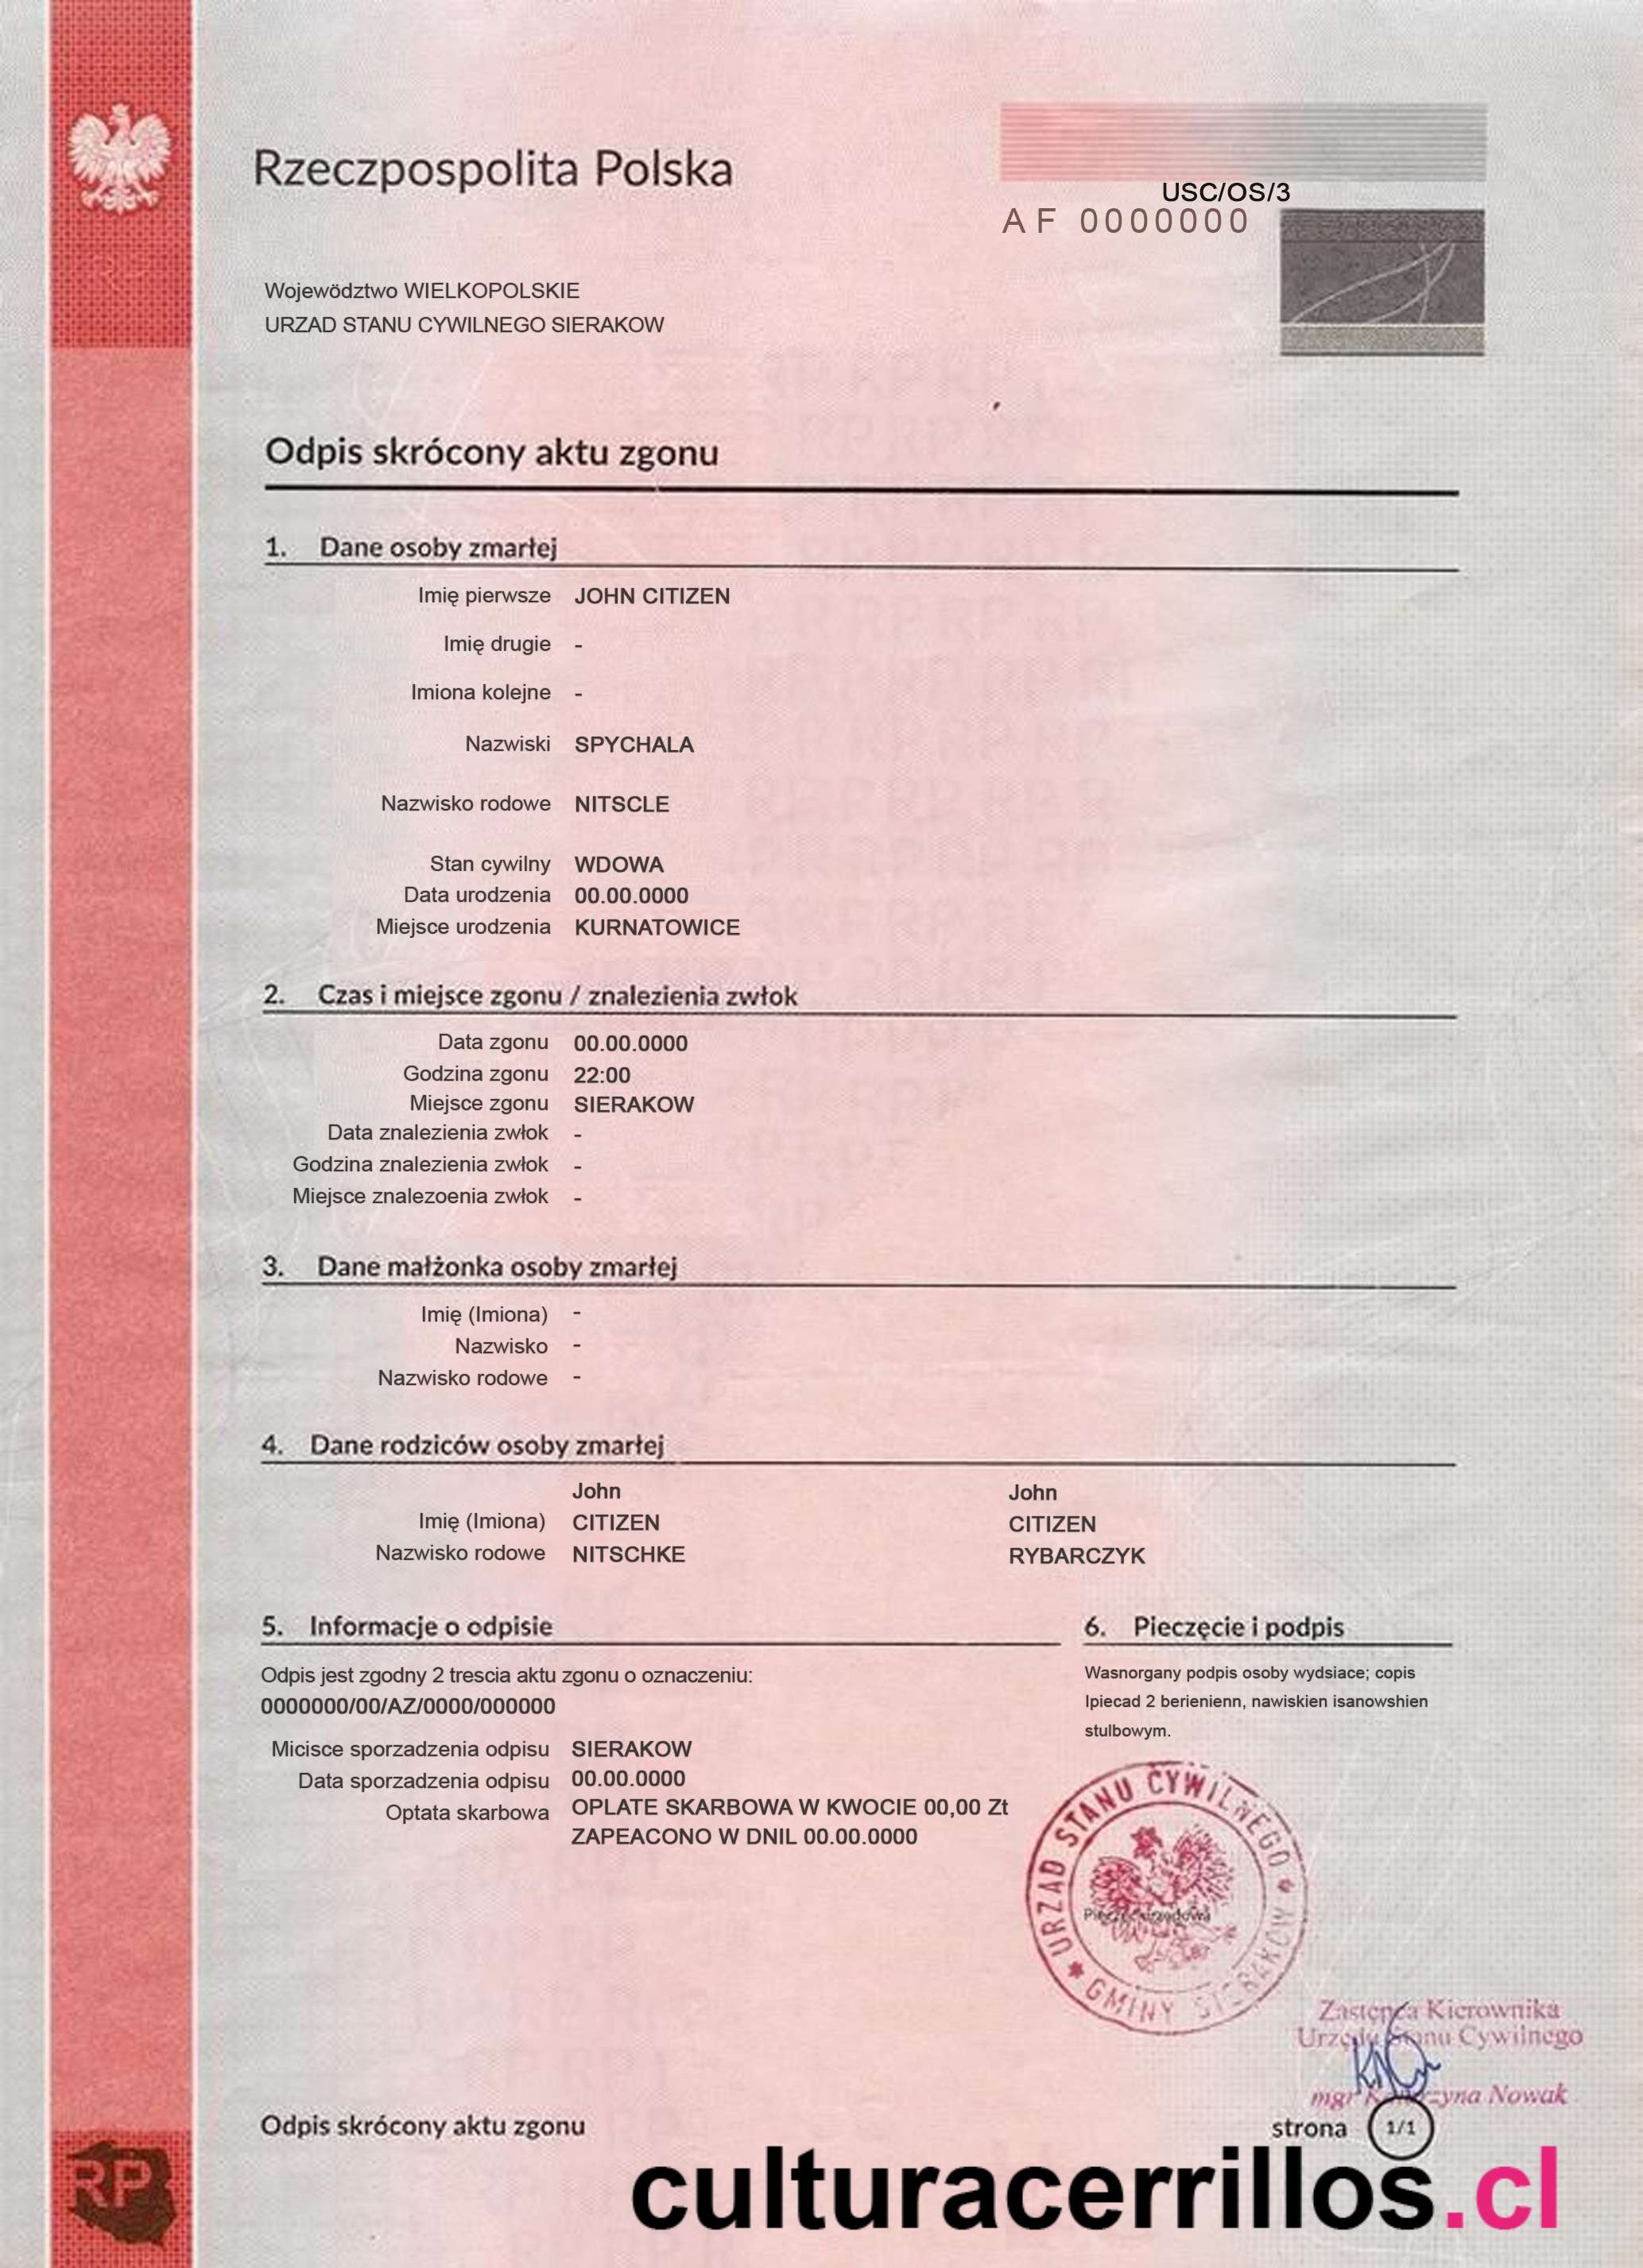 Rzeczpospolita Polska
USC/OS/3
AF 0000000
Wojewödztwo WIELKOPOLSKIE
URZAD STANU CYWILNEGO SIERAKOW
Odpis skrócony aktu zgonu
1. Dane osoby zmarłej
Imię pierwsze JOHN CITIZEN
Imię drugie -
Imiona kolejne -
Nazwiski SPYCHALA
Nazwisko rodowe NITSCLE
Stan cywilny WDOWA
Data urodzenia 00.00.0000
Miejsce urodzenia KURNATOWICE
2. Czas i miejsce zgonu / znalezienia zwłok
Data zgonu 00.00.0000
Godzina zgonu 22:00
Miejsce zgonu SIERAKOW
Data znalezienia zwłok -
Godzina znalezienia zwłok -
Miejsce znalezoenia zwłok -
3. Dane małżonka osoby zmarłej
Imię (Imiona) -
Nazwisko -
Nazwisko rodowe -
4. Dane rodziców osoby zmarłej
John John
Imię (Imiona) CITIZEN CITIZEN
Nazwisko rodowe NITSCHKE RYBARCZYK
5. Informacje o odpisie
Odpis jest zgodny 2 trescia aktu zgonu o oznaczeniu:
0000000/00/AZ/0000/000000
Micisce sporzadzenia odpisu SIERAKOW
Data sporzadzenia odpisu 00.00.0000
Optata skarbowa OPLATE SKARBOWA W KWOCIE 00,00 Zt
ZAPEACONO W DNIL 00.00.0000
6. Pieczęcie i podpis
Wasnorgany podpis osoby wydsiace; copis
Ipiecad 2 berienienn, nawiskien isanowshien
stulbowym.
URZAD STANU CYWILNEGO
GMINY SIERAKOW
Zastępca Kierownika
Urzędu Stanu Cywilnego
mgr Katarzyna Nowak
Odpis skrócony aktu zgonu
strona 1/1
RP
culturacerrillos.cl